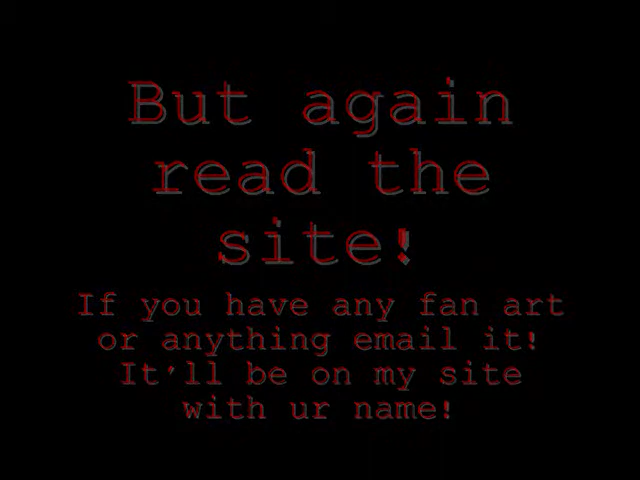 But again
read the
site!
If you have any fan art
or anything email it!
It'll be on my site
with ur name!